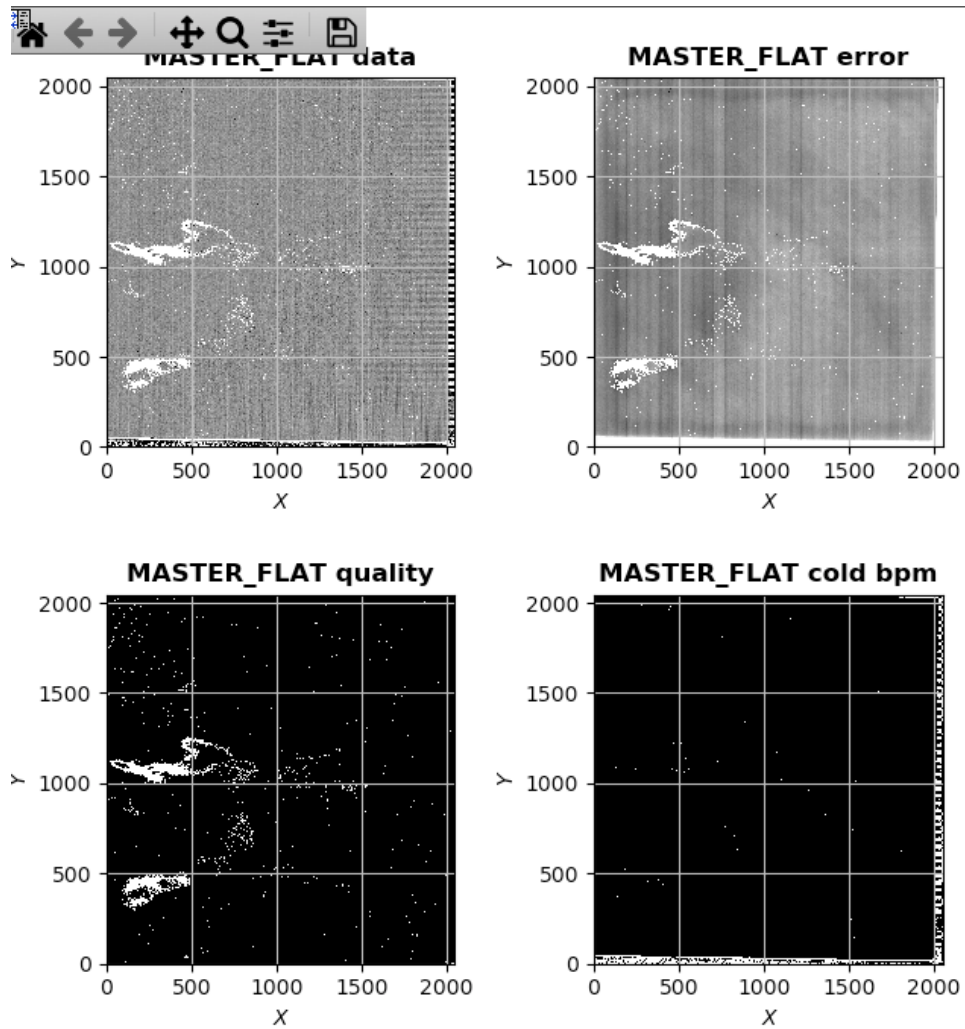 MASTER_FLAT data
MASTER_FLAT error
2000
1500
1000
500
0
Y
0 500 1000 1500 2000
X
2000
1500
1000
500
0
Y
0 500 1000 1500 2000
X
MASTER_FLAT quality
MASTER_FLAT cold bpm
2000
1500
1000
500
0
Y
0 500 1000 1500 2000
X
2000
1500
1000
500
0
Y
0 500 1000 1500 2000
X